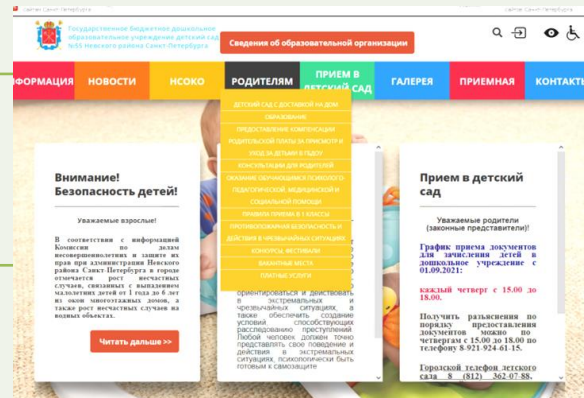 Государственное бюджетное дошкольное
образовательное учреждение детский сад
№55 Невского района Санкт-Петербурга
Сведения об образовательной организации
ФОРМАЦИЯ
НОВОСТИ
НСОКО
РОДИТЕЛЯМ
ПРИЕМ В
ДЕТСКИЙ САД
ГАЛЕРЕЯ
ПРИЕМНАЯ
КОНТАКТЫ
ДЕТСКИЙ САД С ДОСТАВКОЙ НА ДОМ
ОБРАЗОВАНИЕ
ПРЕДОСТАВЛЕНИЕ КОМПЕНСАЦИИ
РОДИТЕЛЬСКОЙ ПЛАТЫ ЗА ПРИСМОТР И
УХОД ЗА ДЕТЬМИ В ГБДОУ
КОНСУЛЬТАЦИИ ДЛЯ РОДИТЕЛЕЙ
ОКАЗАНИЕ ОБУЧАЮЩИМСЯ ПСИХОЛОГО-
ПЕДАГОГИЧЕСКОЙ, МЕДИЦИНСКОЙ И
СОЦИАЛЬНОЙ ПОМОЩИ
ПРАВИЛА ПРИЕМА В 1 КЛАССЫ
ПРОТИВОПОЖАРНАЯ БЕЗОПАСНОСТЬ И
ДЕЙСТВИЯ В ЧРЕЗВЫЧАЙНЫХ СИТУАЦИЯХ
КОНКУРСЫ, ФЕСТИВАЛИ
ВАКАНТНЫЕ МЕСТА
ПЛАТНЫЕ УСЛУГИ
Внимание!
Безопасность детей!
Уважаемые взрослые!
В соответствии с информацией
Комиссии по делам
несовершеннолетних и защите их
прав при администрации Невского
района Санкт-Петербурга в городе
отмечается рост несчастных
случаев, связанных с выпадением
малолетних детей от 1 года до 6 лет
из окон многоэтажных домов, а
также рост несчастных случаев на
водных объектах.
Читать дальше >>
ориентироваться и действовать
в экстремальных и
чрезвычайных ситуациях, а
также обеспечить создание
условий, способствующих
расследованию преступлений.
Любой человек должен точно
представлять свое поведение и
действия в экстремальных
ситуациях, психологически быть
готовым к самозащите
Прием в детский
сад
Уважаемые родители
(законные представители)!
График приема документов
для зачисления детей в
дошкольное учреждение с
01.09.2021:
каждый четверг с 15.00 до
18.00.
Получить разъяснения по
порядку предоставления
документов можно по
четвергам с 15.00 до 18.00 по
телефону 8-921-924-61-15.
Городской телефон детского
сада 8 (812) 362-07-88.